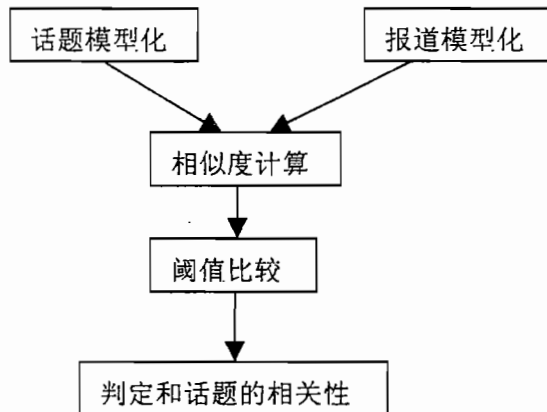 话题模型化
报道模型化
相似度计算
阈值比较
判定和话题的相关性